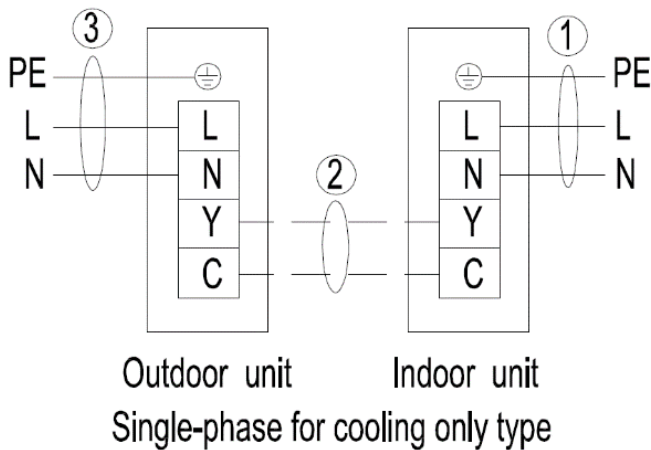 ③ ①
PE PE
L L L L
N N ② N N
Y Y
C C
Outdoor unit Indoor unit
Single-phase for cooling only type